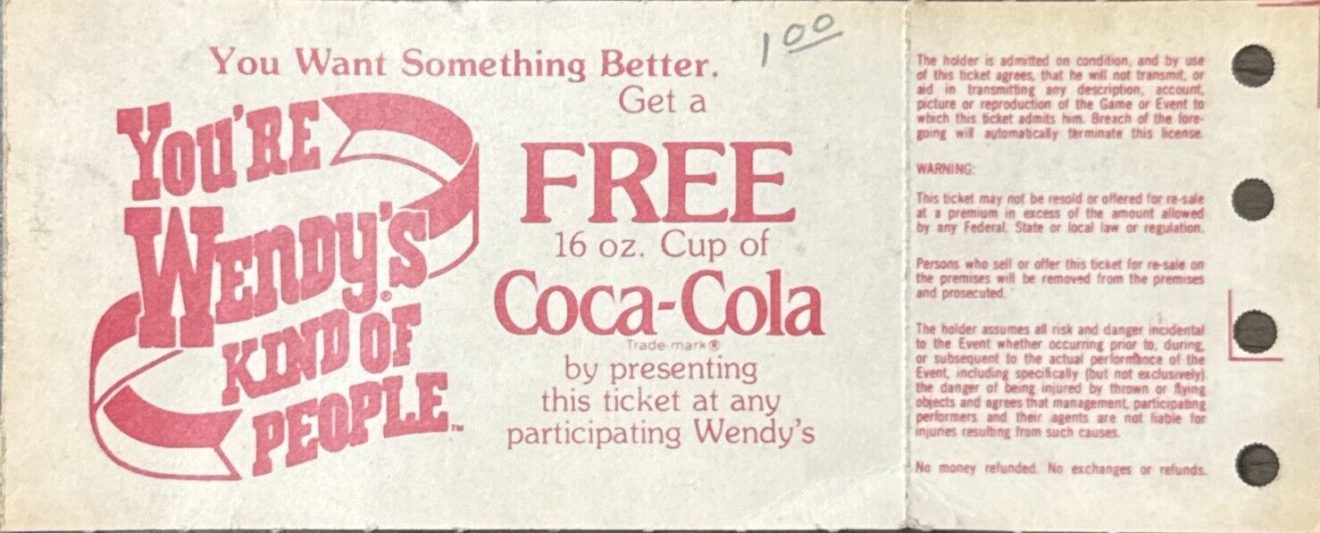 You Want Something Better.
1 00
Get a
YOU'RE
WENDY'S®
KIND OF
PEOPLE™
FREE
16 oz. Cup of
Coca-Cola
Trade-mark®
by presenting
this ticket at any
participating Wendy's
The holder is admitted on condition, and by use
of this ticket agrees, that he will not transmit, or
aid in transmitting any description, account,
picture or reproduction of the Game or Event to
which this ticket admits him. Breach of the fore-
going will automatically terminate this license.
WARNING:
This ticket may not be resold or offered for re-sale
at a premium in excess of the amount allowed
by any Federal, State or local law or regulation.
Persons who sell or offer this ticket for re-sale on
the premises will be removed from the premises
and prosecuted.
The holder assumes all risk and danger incidental
to the Event whether occurring prior to, during,
or subsequent to the actual performance of the
Event, including specifically (but not exclusively)
the danger of being injured by thrown or flying
objects and agrees that management, participating
performers and their agents are not liable for
injuries resulting from such causes.
No money refunded. No exchanges or refunds.